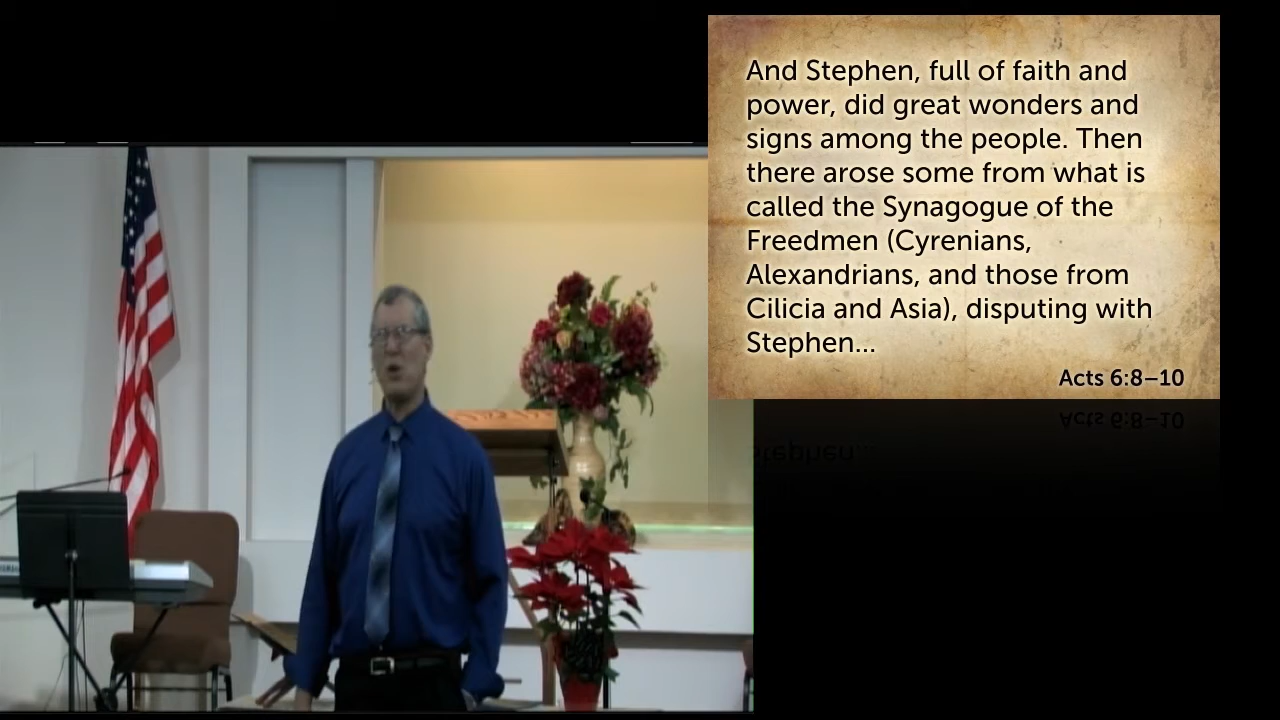 And Stephen, full of faith and
power, did great wonders and
signs among the people. Then
there arose some from what is
called the Synagogue of the
Freedmen (Cyrenians,
Alexandrians, and those from
Cilicia and Asia), disputing with
Stephen...
Acts 6:8–10